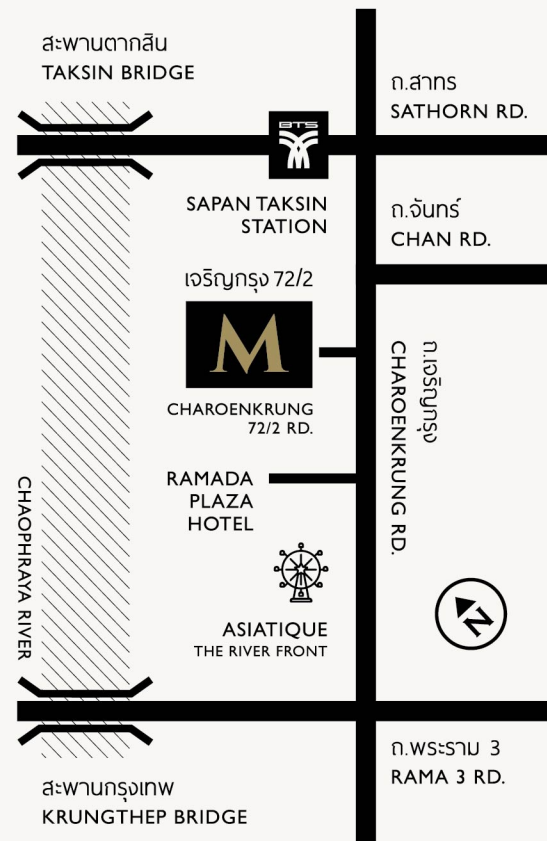 สะพานตากสิน
TAKSIN BRIDGE
ถ.สาทร
SATHORN RD.
BTS
SAPAN TAKSIN
STATION
ถ.จันทร์
CHAN RD.
เจริญกรุง 72/2
M
CHAROENKRUNG
72/2 RD.
ถ.เจริญกรุง
CHAROENKRUNG RD.
RAMADA
PLAZA
HOTEL
CHAOPHRAYA RIVER
ASIATIQUE
THE RIVER FRONT
N
ถ.พระราม 3
RAMA 3 RD.
สะพานกรุงเทพ
KRUNGTHEP BRIDGE